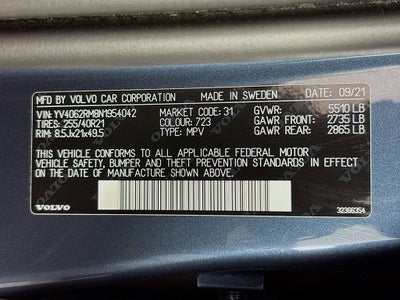 MFD. BY VOLVO CAR CORPORATION MADE IN SWEDEN DATE: 09/21
VIN: YV4062RM8N1954042 MARKET CODE: 31 GVWR: 5510 LB
TIRES: 255/40R21 COLOUR: 723 GAWR FRONT: 2735 LB
RIM: 8.5Jx21x49.5 TYPE: MPV GAWR REAR: 2865 LB
THIS VEHICLE CONFORMS TO ALL APPLICABLE FEDERAL MOTOR
VEHICLE SAFETY, BUMPER AND THEFT PREVENTION STANDARDS IN EFFECT
ON THE DATE OF MANUFACTURE SHOWN ABOVE.
VOLVO 32366354